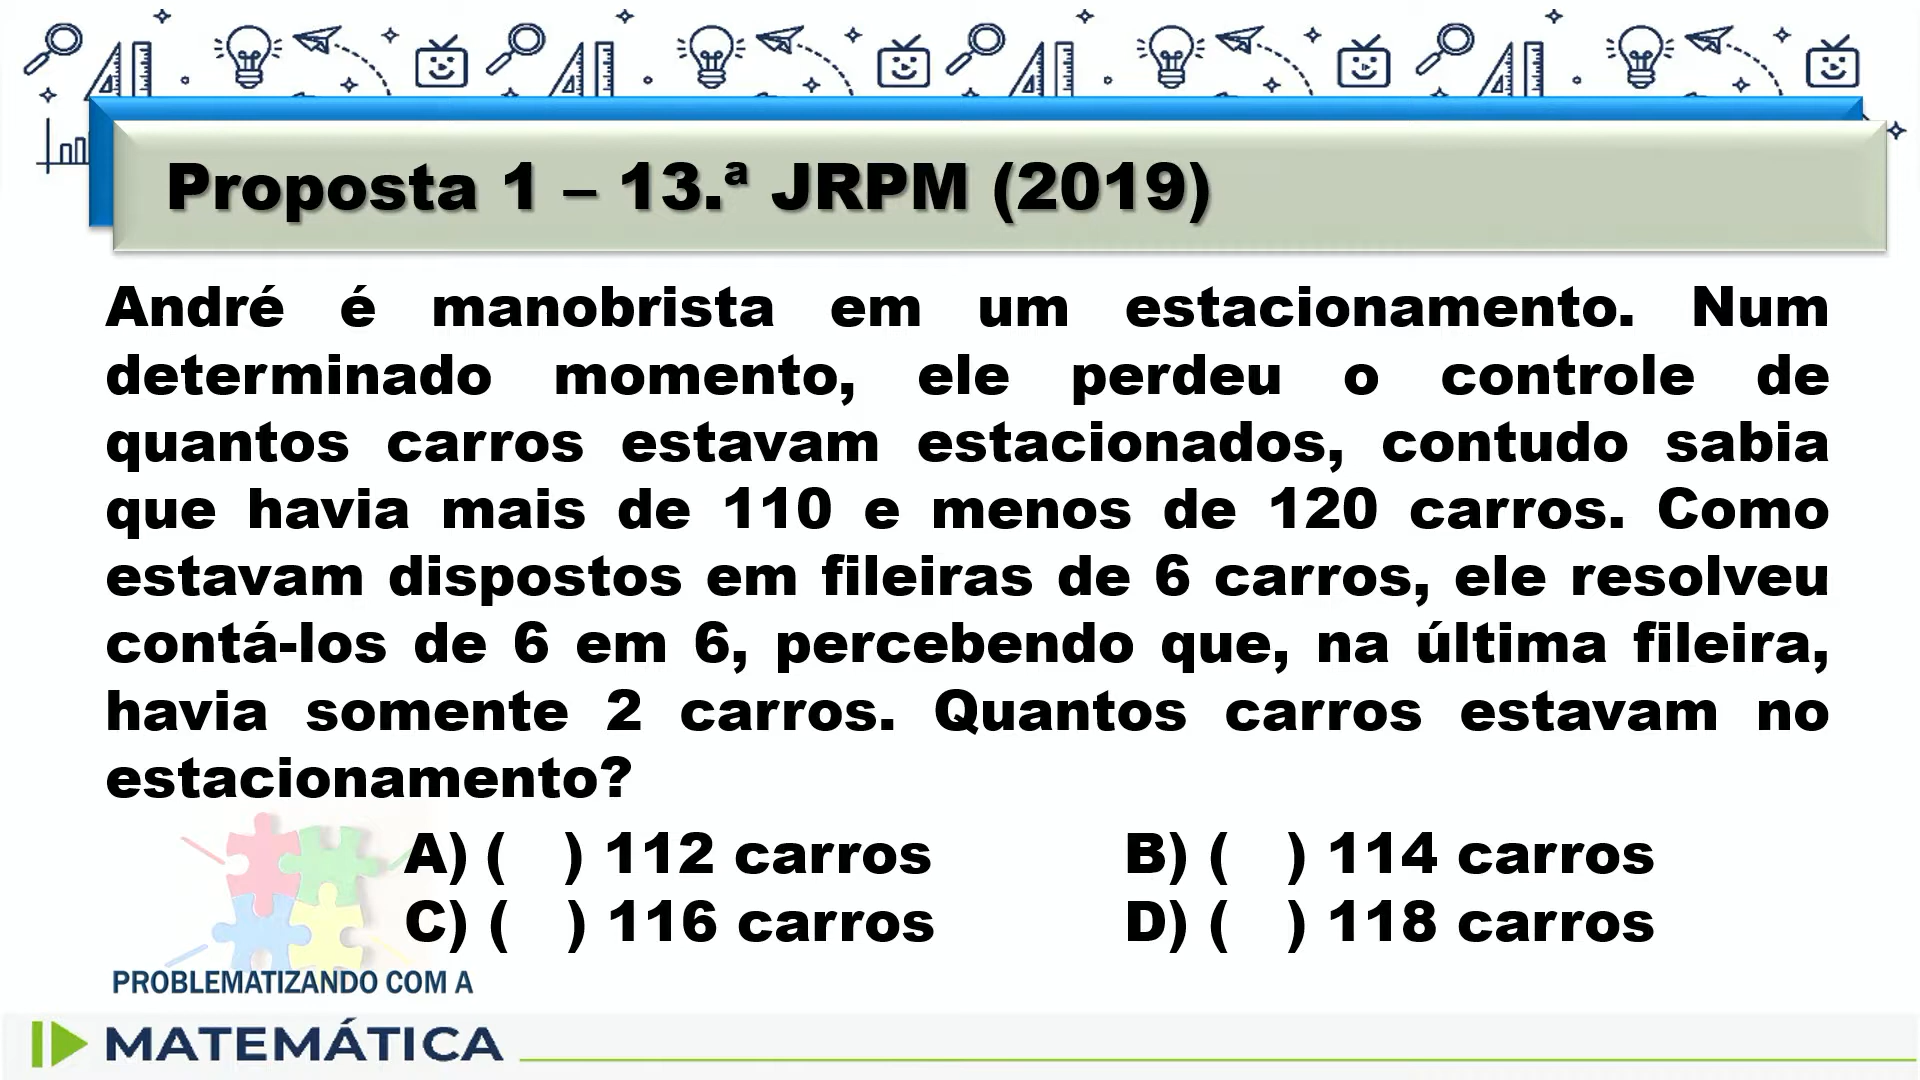 Proposta 1 – 13.ª JRPM (2019)
André é manobrista em um estacionamento. Num
determinado momento, ele perdeu o controle de
quantos carros estavam estacionados, contudo sabia
que havia mais de 110 e menos de 120 carros. Como
estavam dispostos em fileiras de 6 carros, ele resolveu
contá-los de 6 em 6, percebendo que, na última fileira,
havia somente 2 carros. Quantos carros estavam no
estacionamento?
A) (   ) 112 carros B) (   ) 114 carros
C) (   ) 116 carros D) (   ) 118 carros
PROBLEMATIZANDO COM A
MATEMÁTICA